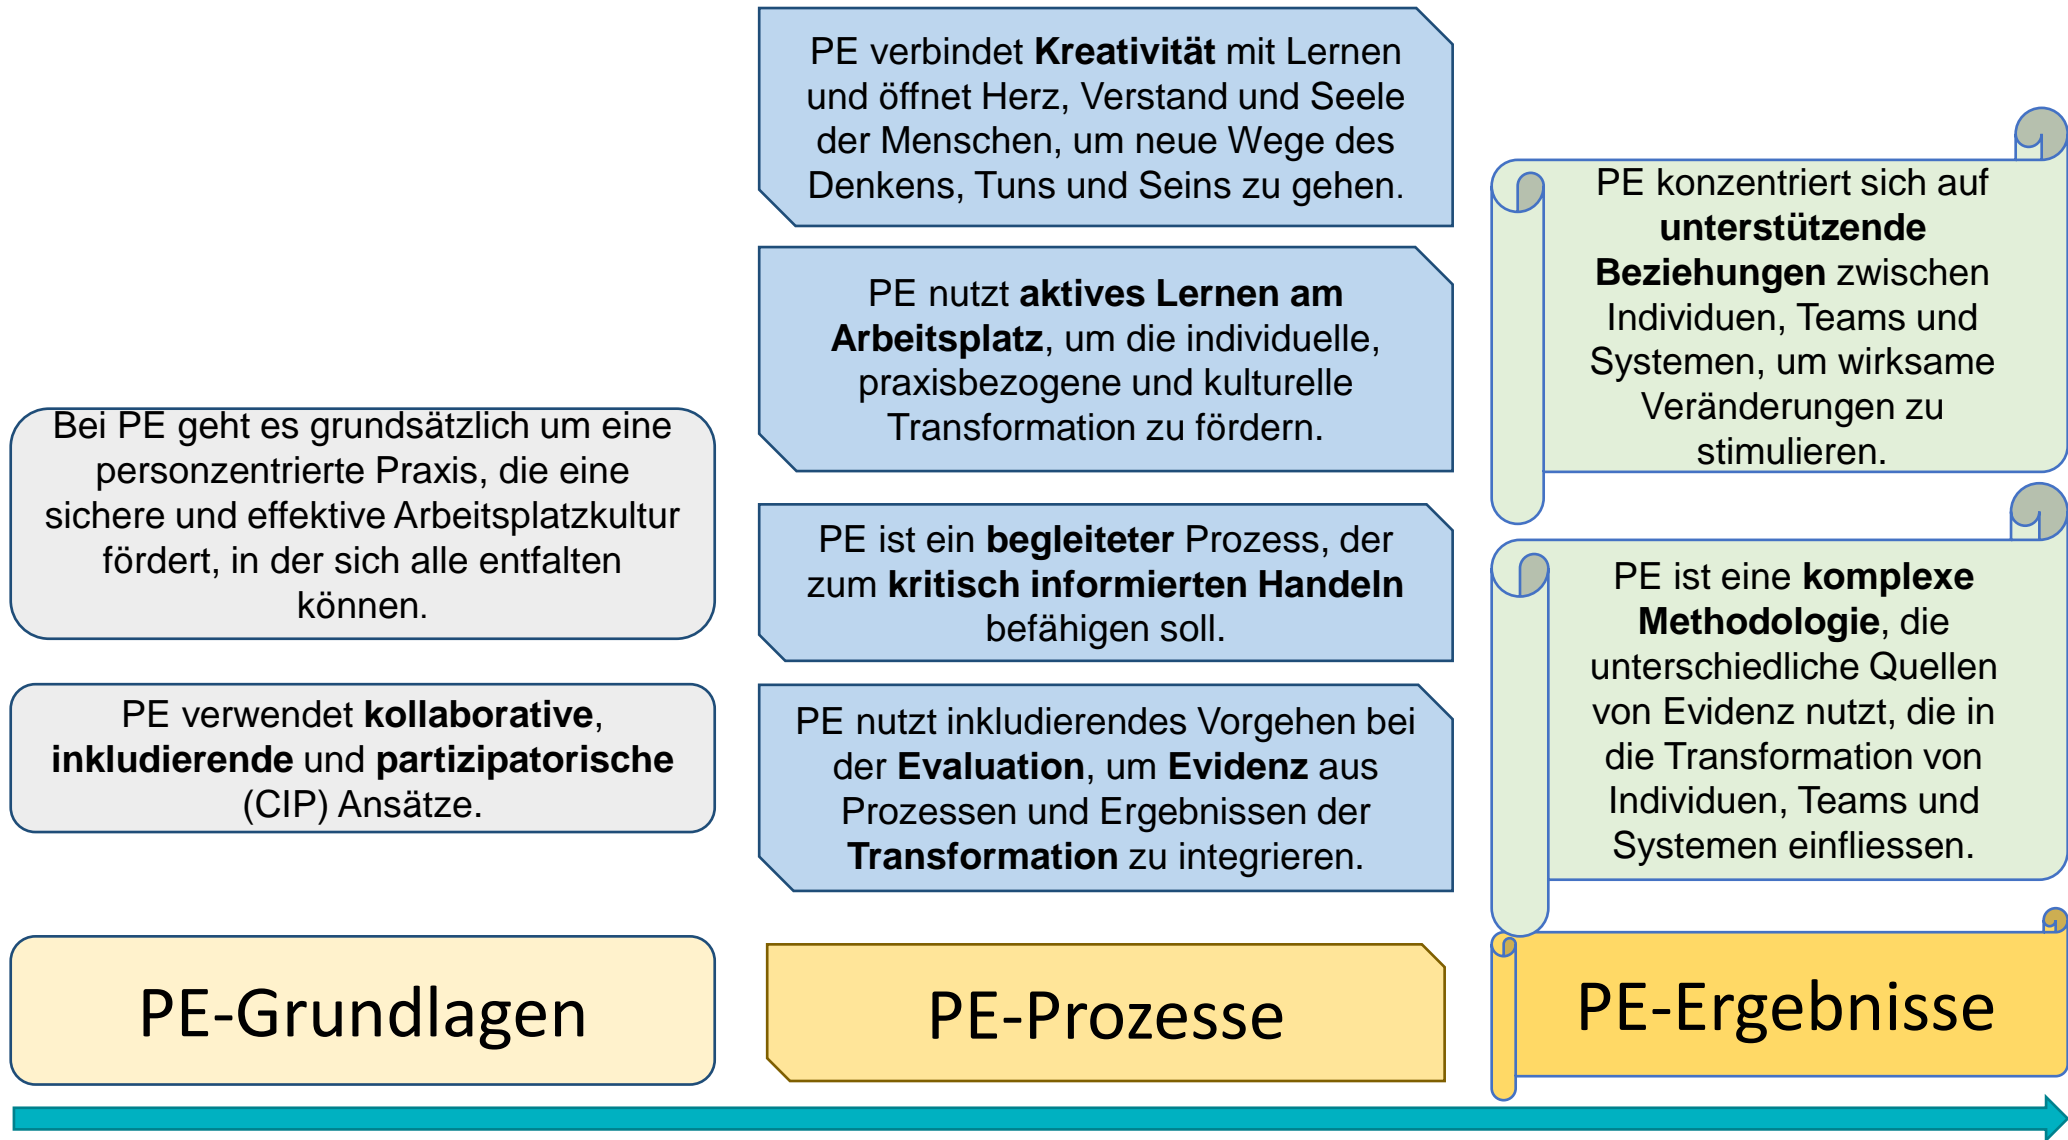 Bei PE geht es grundsätzlich um eine
personzentrierte Praxis, die eine
sichere und effektive Arbeitsplatzkultur
fördert, in der sich alle entfalten
können.
PE verwendet kollaborative,
inkludierende und partizipatorische
(CIP) Ansätze.
PE-Grundlagen
PE verbindet Kreativität mit Lernen
und öffnet Herz, Verstand und Seele
der Menschen, um neue Wege des
Denkens, Tuns und Seins zu gehen.
PE nutzt aktives Lernen am
Arbeitsplatz, um die individuelle,
praxisbezogene und kulturelle
Transformation zu fördern.
PE ist ein begleiteter Prozess, der
zum kritisch informierten Handeln
befähigen soll.
PE nutzt inkludierendes Vorgehen bei
der Evaluation, um Evidenz aus
Prozessen und Ergebnissen der
Transformation zu integrieren.
PE-Prozesse
PE konzentriert sich auf
unterstützende
Beziehungen zwischen
Individuen, Teams und
Systemen, um wirksame
Veränderungen zu
stimulieren.
PE ist eine komplexe
Methodologie, die
unterschiedliche Quellen
von Evidenz nutzt, die in
die Transformation von
Individuen, Teams und
Systemen einfliessen.
PE-Ergebnisse